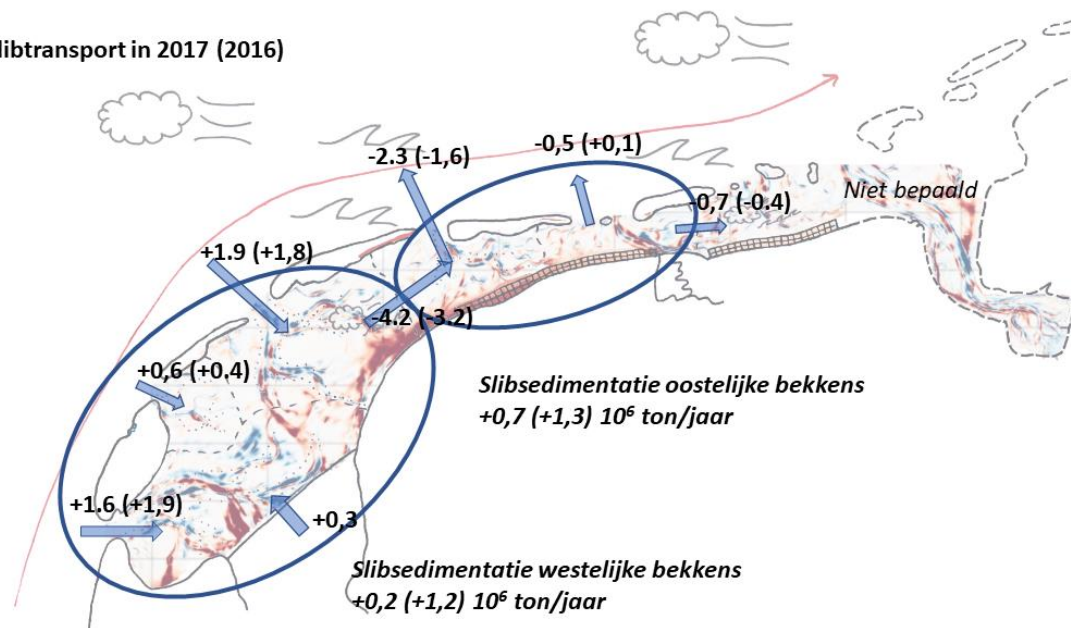 libtransport in 2017 (2016)
-0,5 (+0,1)
-2.3 (-1,6)
Niet bepaald
-0,7 (-0.4)
+1.9 (+1,8)
-4.2 (-3.2)
+0,6 (+0.4)
Slibsedimentatie oostelijke bekkens
+0,7 (+1,3) 10⁶ ton/jaar
+1.6 (+1,9)
+0,3
Slibsedimentatie westelijke bekkens
+0,2 (+1,2) 10⁶ ton/jaar